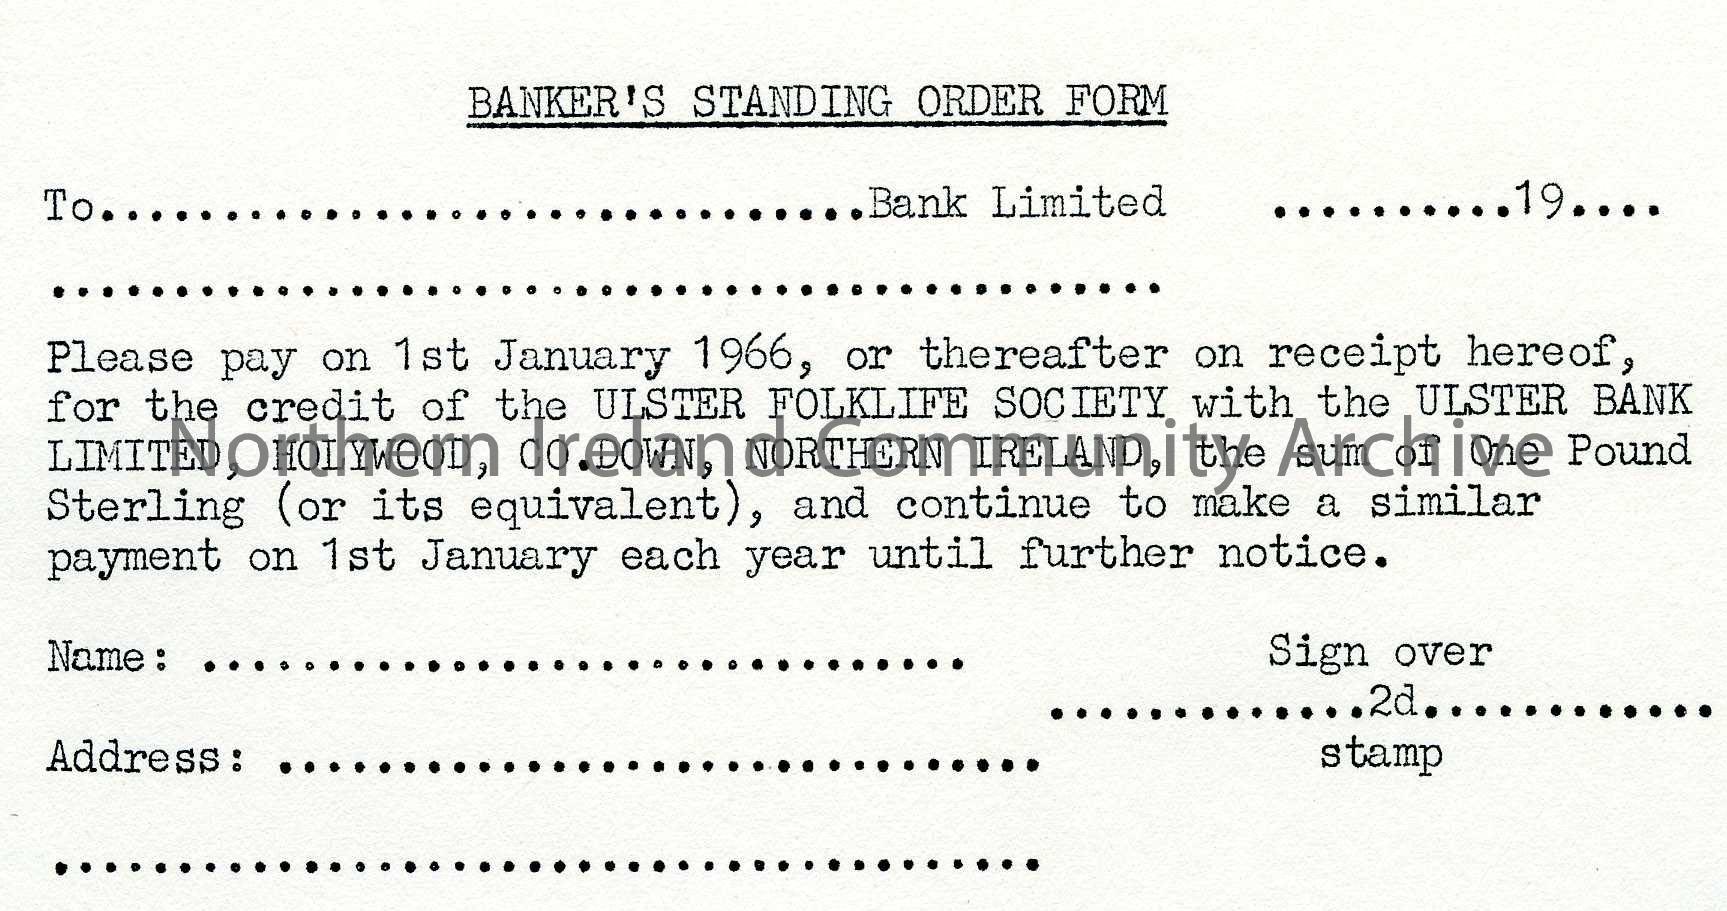 BANKER'S STANDING ORDER FORM
To...............................Bank Limited ..........19....
.............................................
Please pay on 1st January 1966, or thereafter on receipt hereof,
for the credit of the ULSTER FOLKLIFE SOCIETY with the ULSTER BANK
LIMITED, HOLYWOOD, CO.DOWN, NORTHERN IRELAND, the sum of One Pound
Northern Ireland Community Archive
Sterling (or its equivalent), and continue to make a similar
payment on 1st January each year until further notice.
Name: ...............................
Sign over
.............2d............
Address: ...............................
stamp
........................................